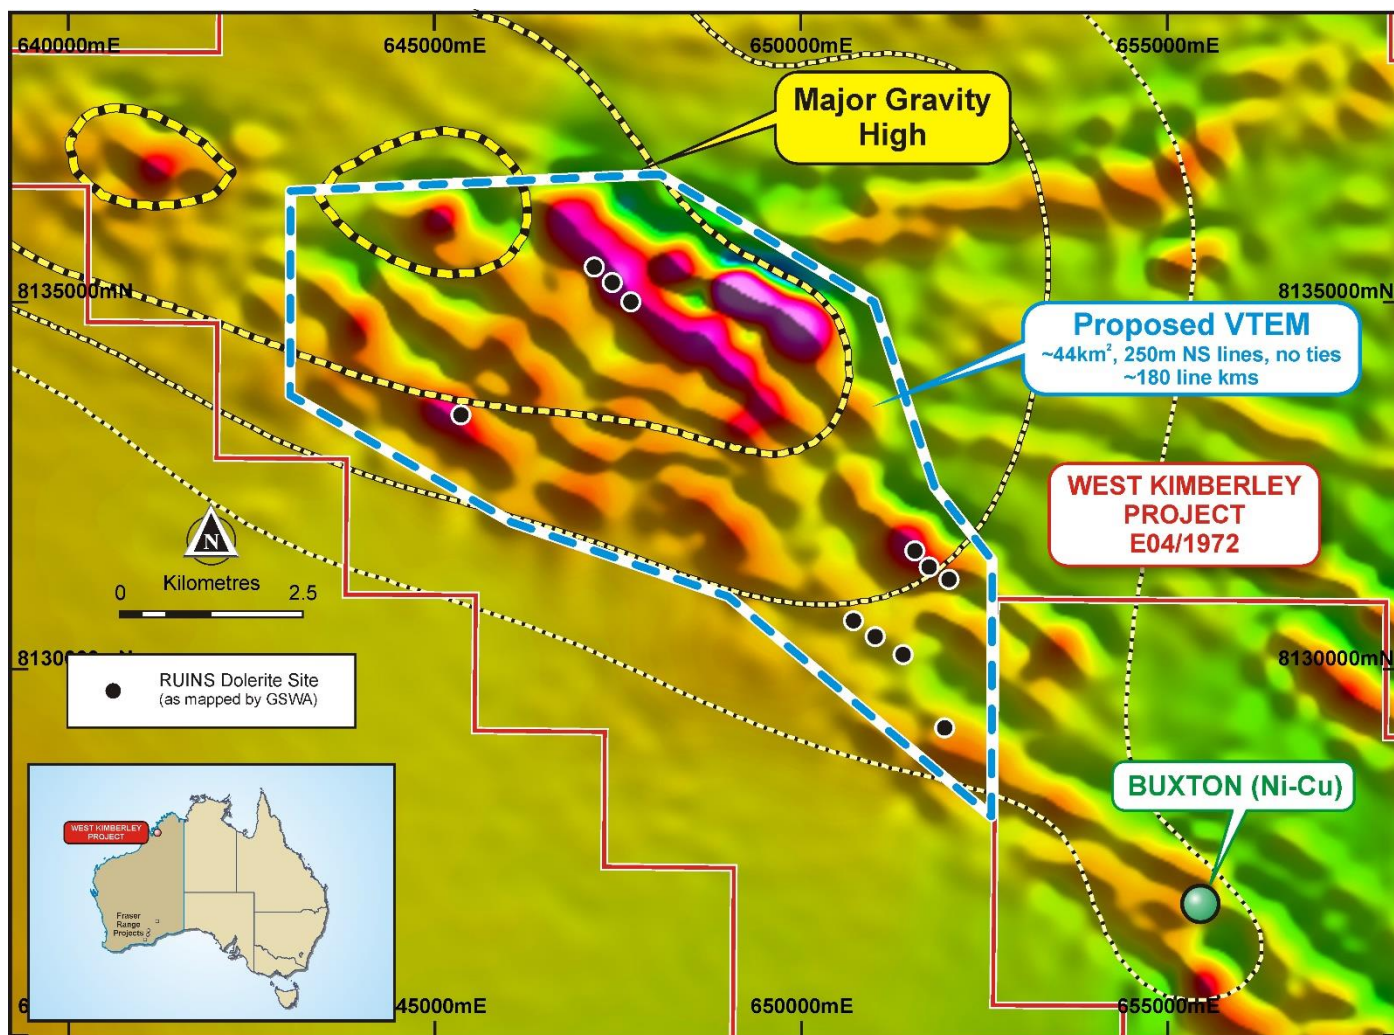 640000mE
645000mE
650000mE
655000mE
Major Gravity
High
8135000mN
8135000mN
Proposed VTEM
~44km², 250m NS lines, no ties
~180 line kms
WEST KIMBERLEY
PROJECT
E04/1972
N
Kilometres
0
2.5
8130000mN
8130000mN
RUINS Dolerite Site
(as mapped by GSWA)
BUXTON (Ni-Cu)
WEST KIMBERLEY
PROJECT
Fraser
Range
Projects
6
45000mE
650000mE
655000mE